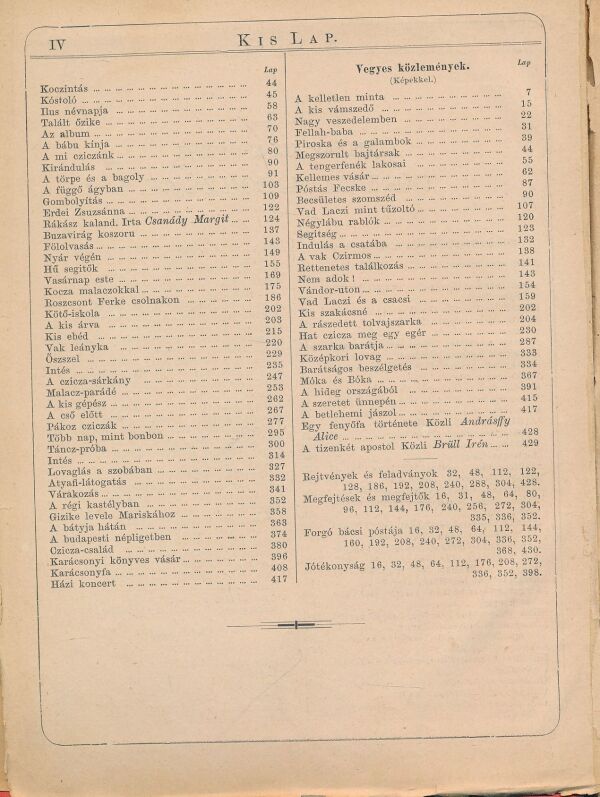 IV
KIS LAP.
Lap
Koczintás 44
Kóstoló 45
Ilus névnapja 58
Talált őzike 63
Az album 70
A bábu kínja 76
A mi cziczánk 80
Kirándulás 90
A törpe és a bagoly 91
A függő ágyban 103
Gombolyítás 109
Erdei Zsuzsánna 122
Rákász kaland. Irta Csanády Margit 124
Buzavirág koszoru 137
Fölolvasás 143
Nyár végén 149
Hű segitők 155
Vasárnap este 169
Kocza malaczokkal 175
Roszcsont Ferke csolnakon 186
Kötő-iskola 202
A kis árva 203
Kis ebéd 215
Vak leányka 220
Őszszel 229
Intés 235
A czicza-sárkány 247
Malacz-parádé 253
A kis gépész 262
A cső előtt 267
Pákoz cziczák 277
Több nap, mint bonbon 295
Táncz-próba 300
Intés 314
Lovaglás a szobában 327
Atyafi-látogatás 332
Várakozás 341
A régi kastélyban 352
Gizike levele Mariskához 358
A bátyja hátán 363
A budapesti népligetben 374
Czicza-család 380
Karácsonyi könyves vásár 396
Karácsonyfa 408
Házi koncert 417
Vegyes közlemények.
(Képekkel.)
Lap
A kelletlen minta 7
A kis vámszedő 15
Nagy veszedelemben 22
Fellah-baba 31
Piroska és a galambok 39
Megszorult bajtársak 44
A tengerfenék lakosai 55
Kellemes vásár 62
Póstás Fecske 87
Becsületes szomszéd 90
Vad Laczi mint tűzoltó 107
Négylábu rablók 120
Segitség 123
Indulás a csatába 132
A vak Czirmos 138
Rettenetes találkozás 141
Nem adok! 143
Vándor-uton 154
Vad Laczi és a csacsi 159
Kis szakácsné 202
A rászedett tolvajszarka 204
Hat czicza meg egy egér 230
A szarka barátja 287
Középkori lovag 333
Barátságos beszélgetés 334
Móka és Bóka 367
A hideg országából 391
A szeretet ünnepén 415
A betlehemi jászol 417
Egy fenyőfa története Közli Andrásffy
Alice 428
A tizenkét apostol Közli Brüll Irén 429
Rejtvények és feladványok 32, 48, 112, 122,
128, 186, 192, 208, 240, 288, 304, 428.
Megfejtések és megfejtők 16, 31, 48, 64, 80,
96, 112, 144, 176, 240, 256, 272, 304,
335, 336, 352.
Forgó bácsi póstája 16, 32, 48, 64, 112, 144,
160, 192, 208, 240, 272, 304, 336, 352,
368, 430.
Jótékonyság 16, 32, 48, 64, 112, 176, 208, 272,
336, 352, 398.